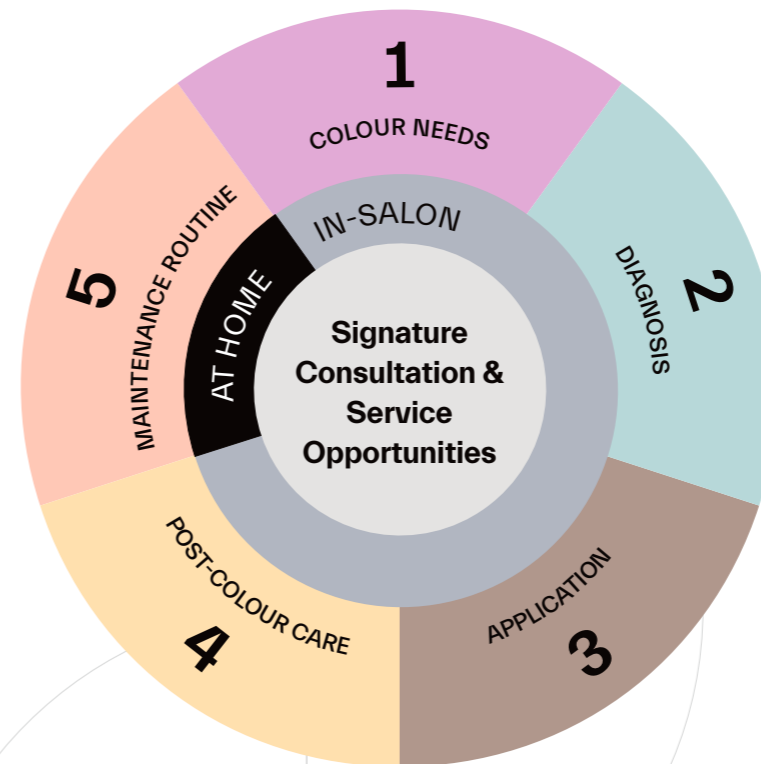 1
COLOUR NEEDS
2
DIAGNOSIS
3
APPLICATION
4
POST-COLOUR CARE
5
MAINTENANCE ROUTINE
IN-SALON
AT HOME
Signature
Consultation &
Service
Opportunities